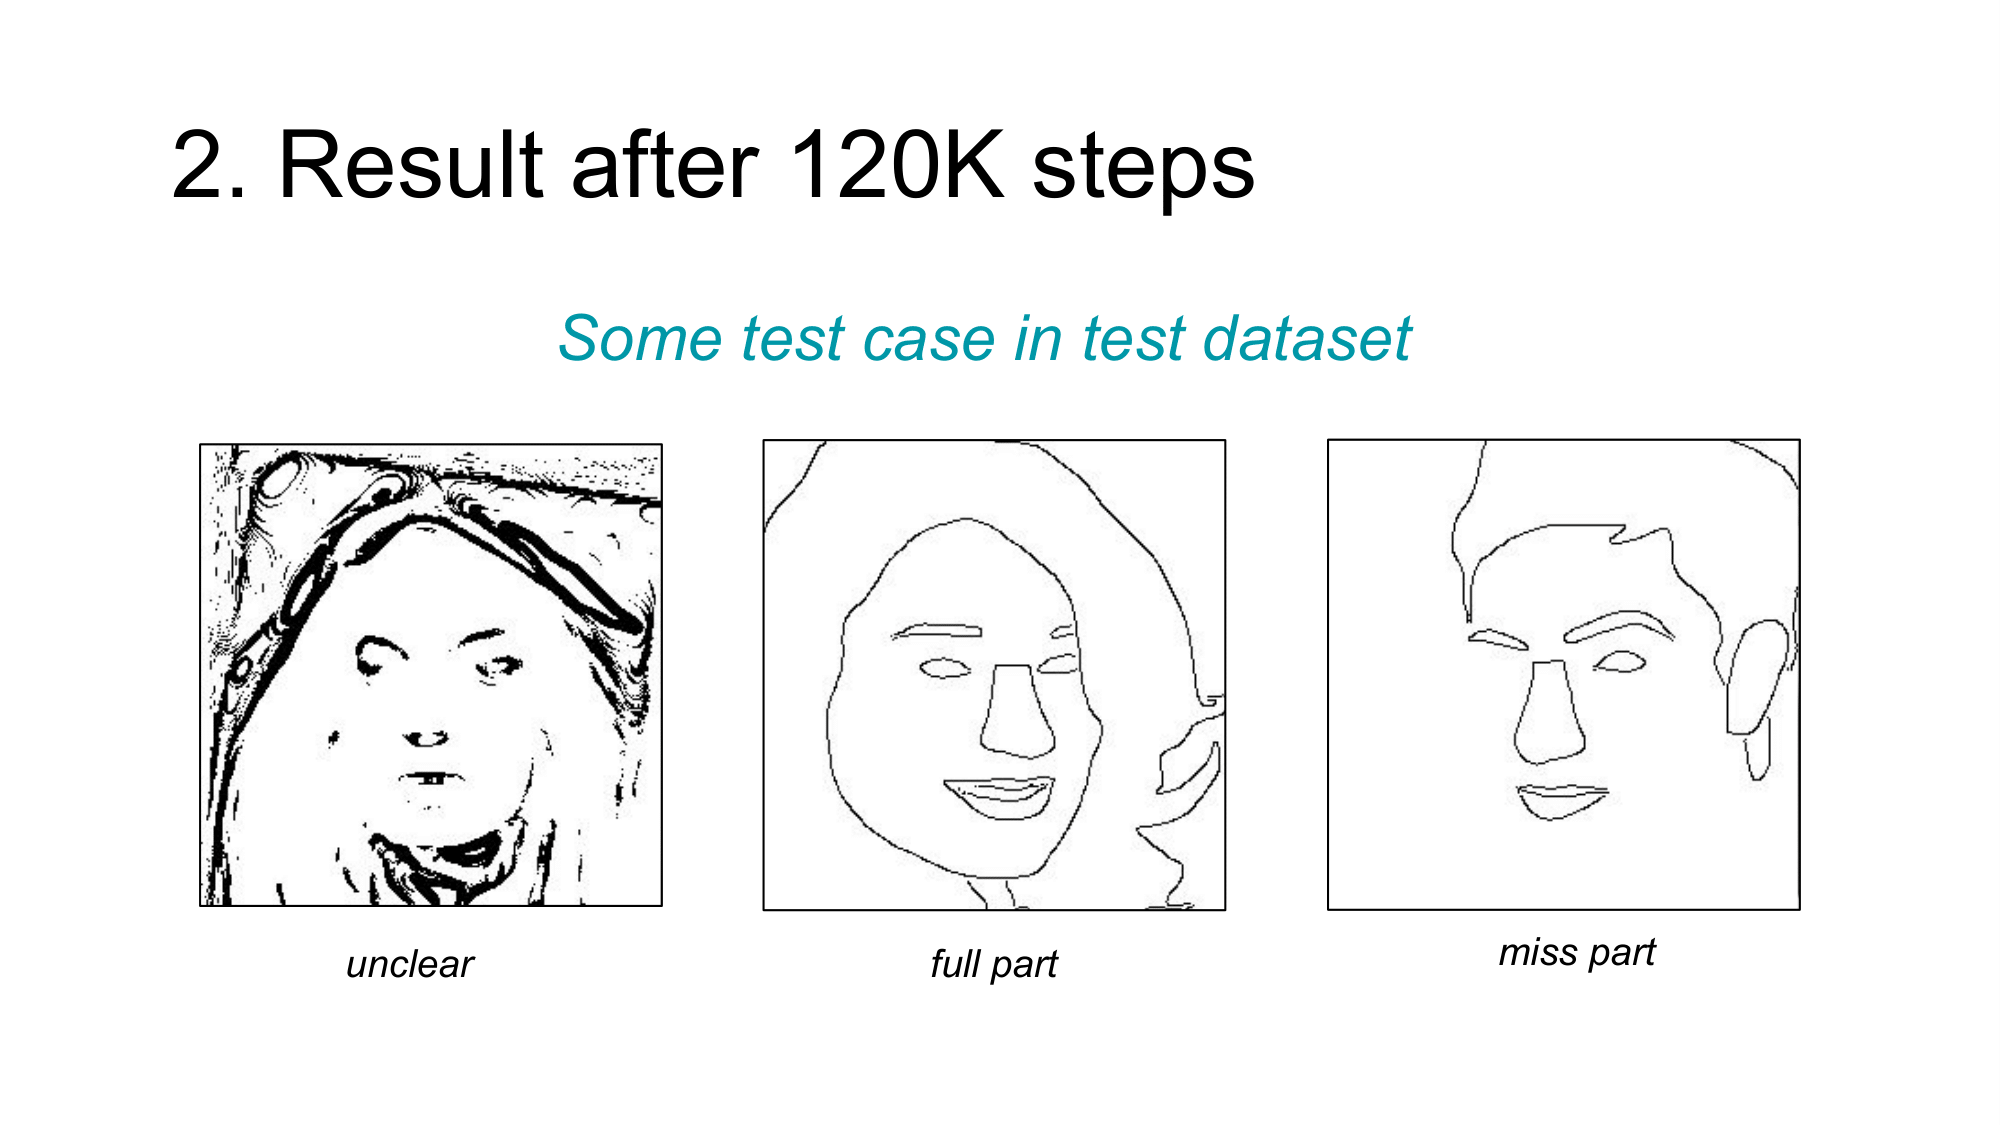 2. Result after 120K steps
Some test case in test dataset
unclear
full part
miss part